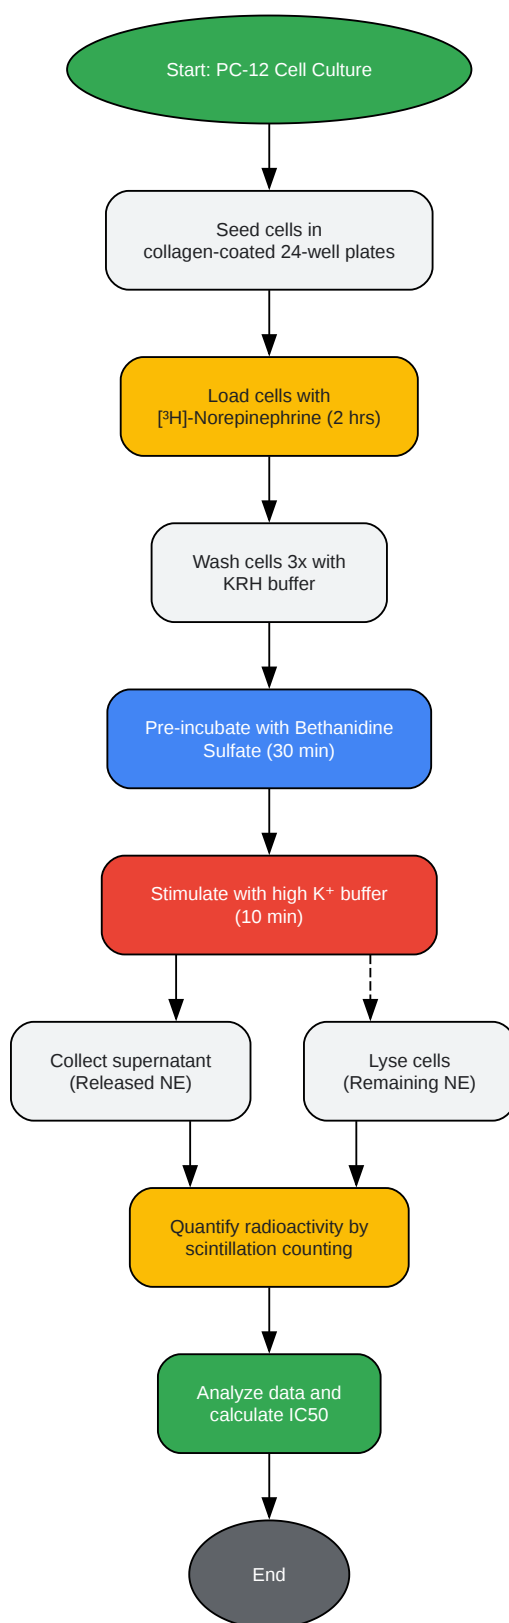 Start: PC-12 Cell Culture
Seed cells in
collagen-coated 24-well plates
Load cells with
[³H]-Norepinephrine (2 hrs)
Wash cells 3x with
KRH buffer
Pre-incubate with Bethanidine
Sulfate (30 min)
Stimulate with high K⁺ buffer
(10 min)
Collect supernatant
(Released NE)
Lyse cells
(Remaining NE)
Quantify radioactivity by
scintillation counting
Analyze data and
calculate IC50
End